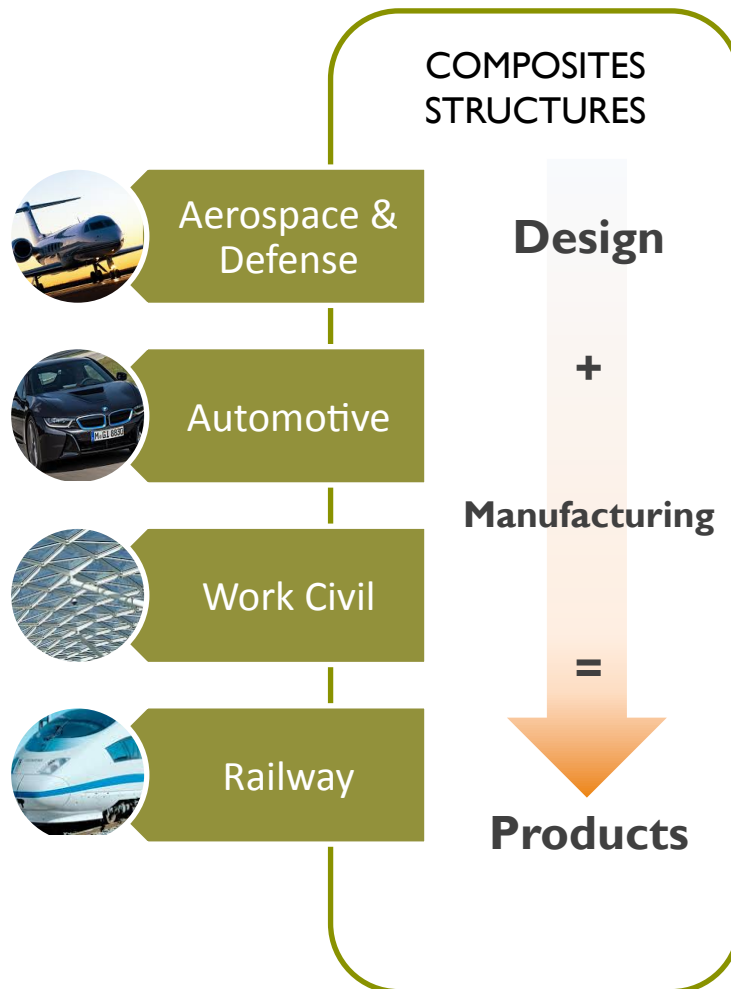 COMPOSITES
STRUCTURES
Aerospace &
Defense
Design
+
Automotive
Manufacturing
Work Civil
=
Railway
Products